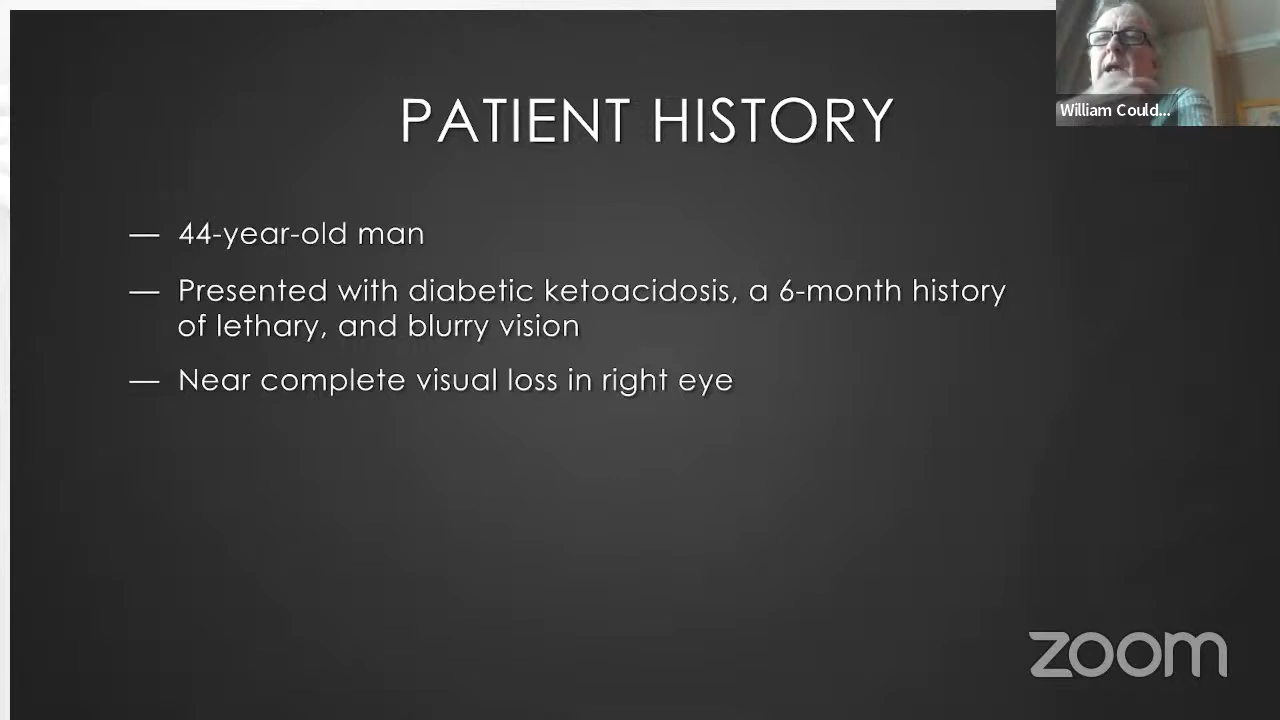 PATIENT HISTORY
William Could...
— 44-year-old man
— Presented with diabetic ketoacidosis, a 6-month history
of lethary, and blurry vision
— Near complete visual loss in right eye
zoom